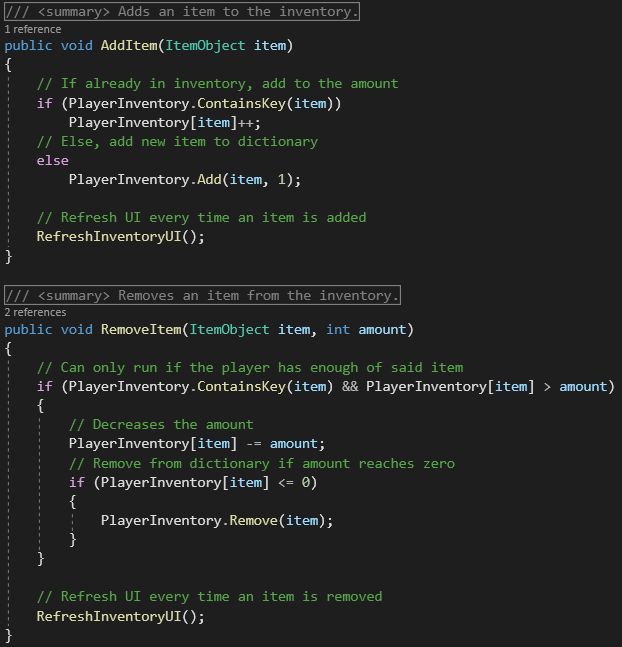 /// <summary> Adds an item to the inventory.
1 reference
public void AddItem(ItemObject item)
{
    // If already in inventory, add to the amount
    if (PlayerInventory.ContainsKey(item))
        PlayerInventory[item]++;
    // Else, add new item to dictionary
    else
        PlayerInventory.Add(item, 1);

    // Refresh UI every time an item is added
    RefreshInventoryUI();
}

/// <summary> Removes an item from the inventory.
2 references
public void RemoveItem(ItemObject item, int amount)
{
    // Can only run if the player has enough of said item
    if (PlayerInventory.ContainsKey(item) && PlayerInventory[item] > amount)
    {
        // Decreases the amount
        PlayerInventory[item] -= amount;
        // Remove from dictionary if amount reaches zero
        if (PlayerInventory[item] <= 0)
        {
            PlayerInventory.Remove(item);
        }
    }

    // Refresh UI every time an item is removed
    RefreshInventoryUI();
}